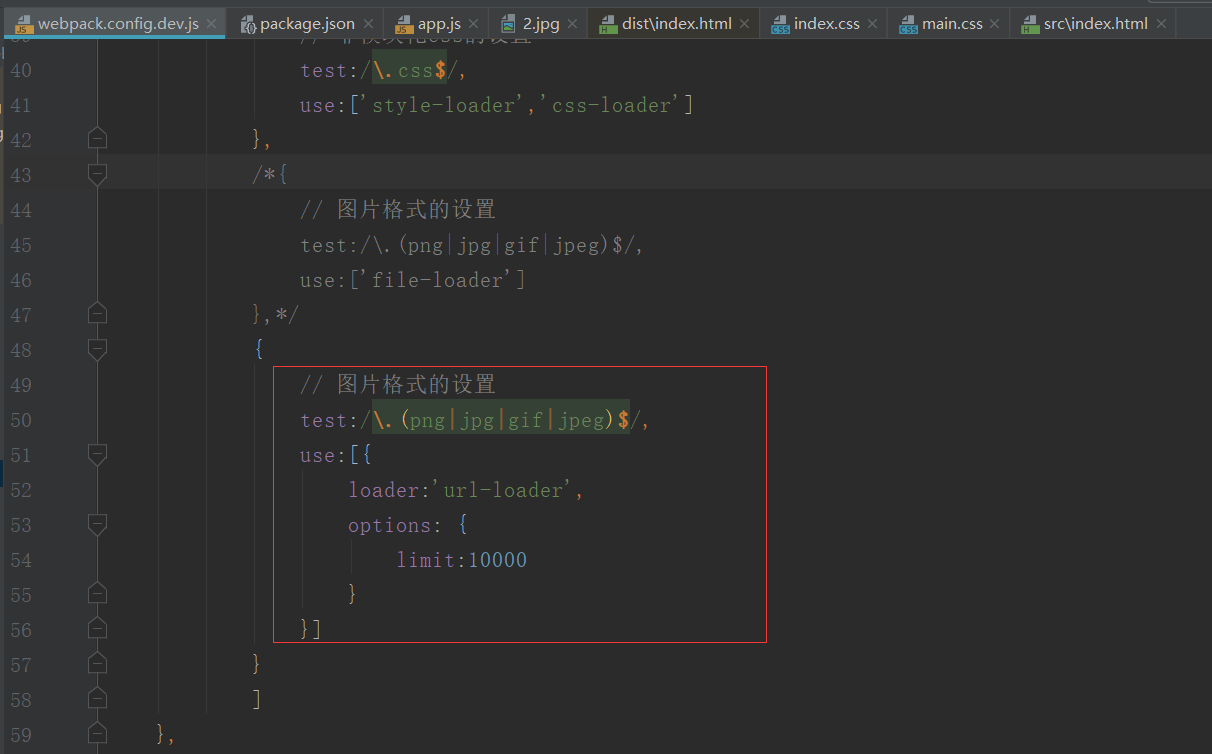 webpack.config.dev.js × package.json × app.js × 2.jpg × dist\index.html × index.css × main.css × src\index.html ×
40 test:/\.css$/,
41 use:['style-loader','css-loader']
42 },
43 /*{
44 // 图片格式的设置
45 test:/\.(png|jpg|gif|jpeg)$/,
46 use:['file-loader']
47 },*/
48 {
49 // 图片格式的设置
50 test:/\.(png|jpg|gif|jpeg)$/,
51 use:[{
52 loader:'url-loader',
53 options: {
54 limit:10000
55 }
56 }]
57 }
58 ]
59 },